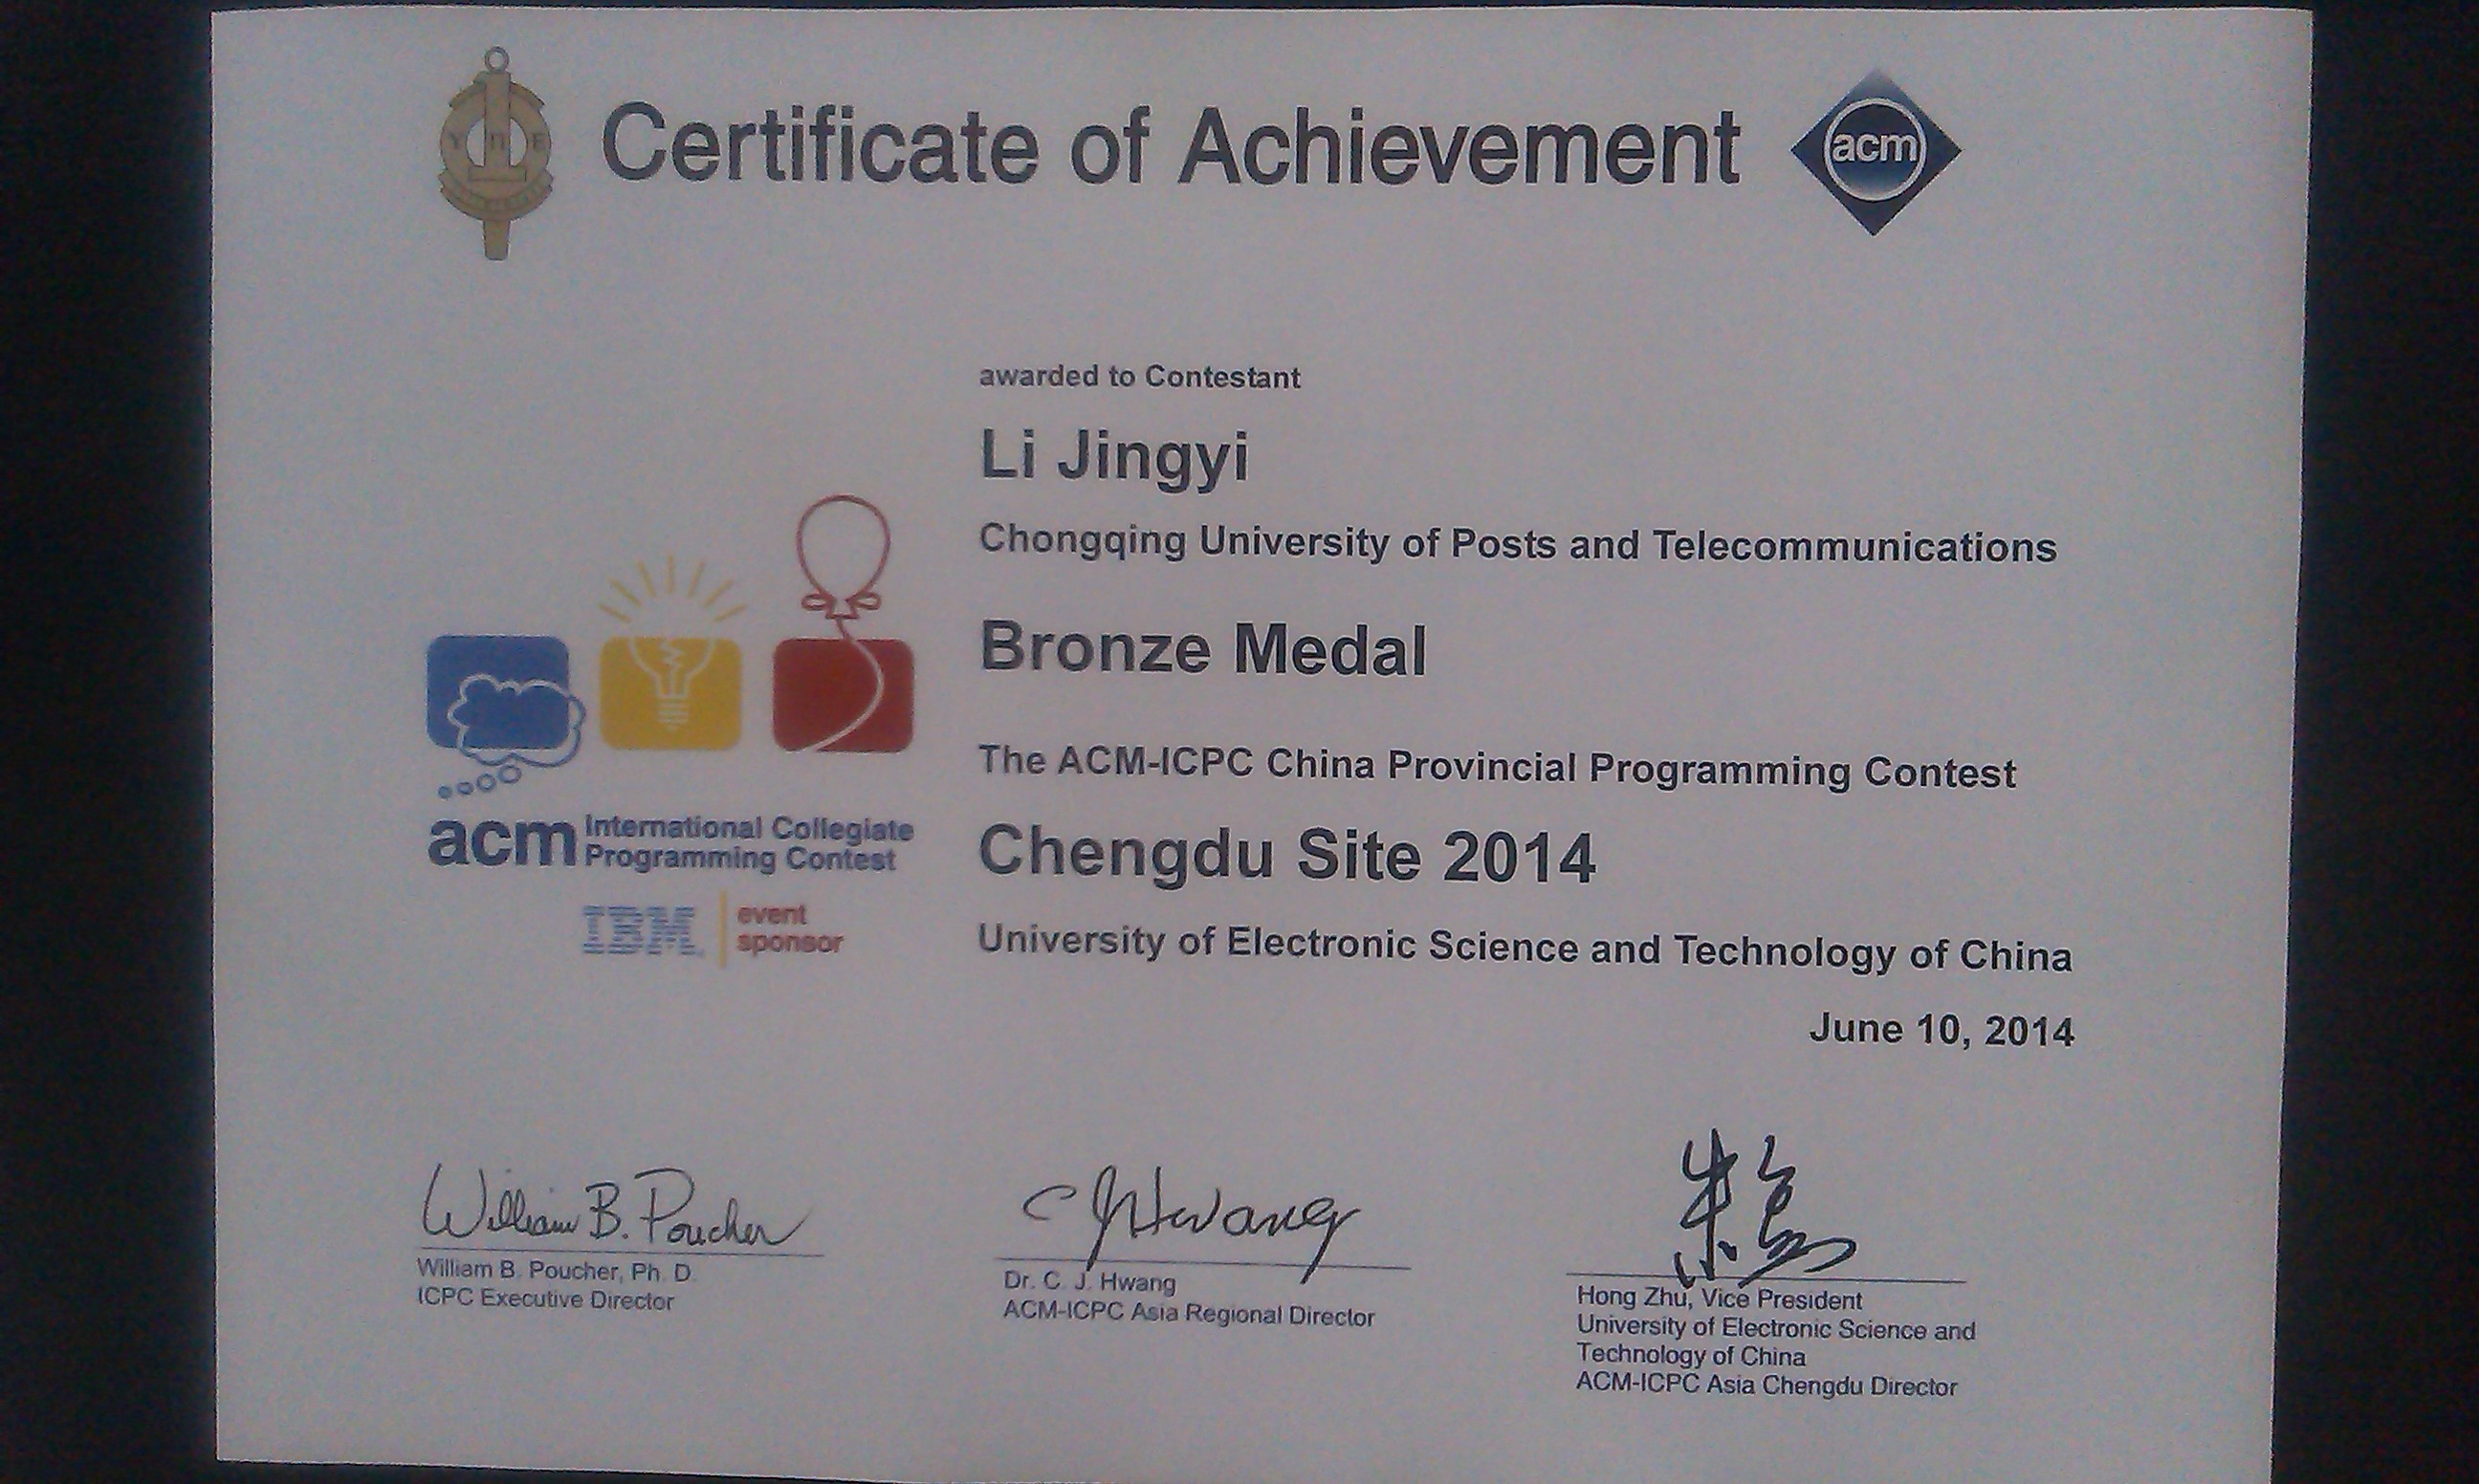 Certificate of Achievement
acm
Y Π E
awarded to Contestant
Li Jingyi
Chongqing University of Posts and Telecommunications
Bronze Medal
The ACM-ICPC China Provincial Programming Contest
Chengdu Site 2014
University of Electronic Science and Technology of China
June 10, 2014
acm International Collegiate
Programming Contest
IBM. event
sponsor
William B. Poucher
William B. Poucher, Ph. D.
ICPC Executive Director
C J Hwang
Dr. C. J. Hwang
ACM-ICPC Asia Regional Director
Hong Zhu, Vice President
University of Electronic Science and
Technology of China
ACM-ICPC Asia Chengdu Director